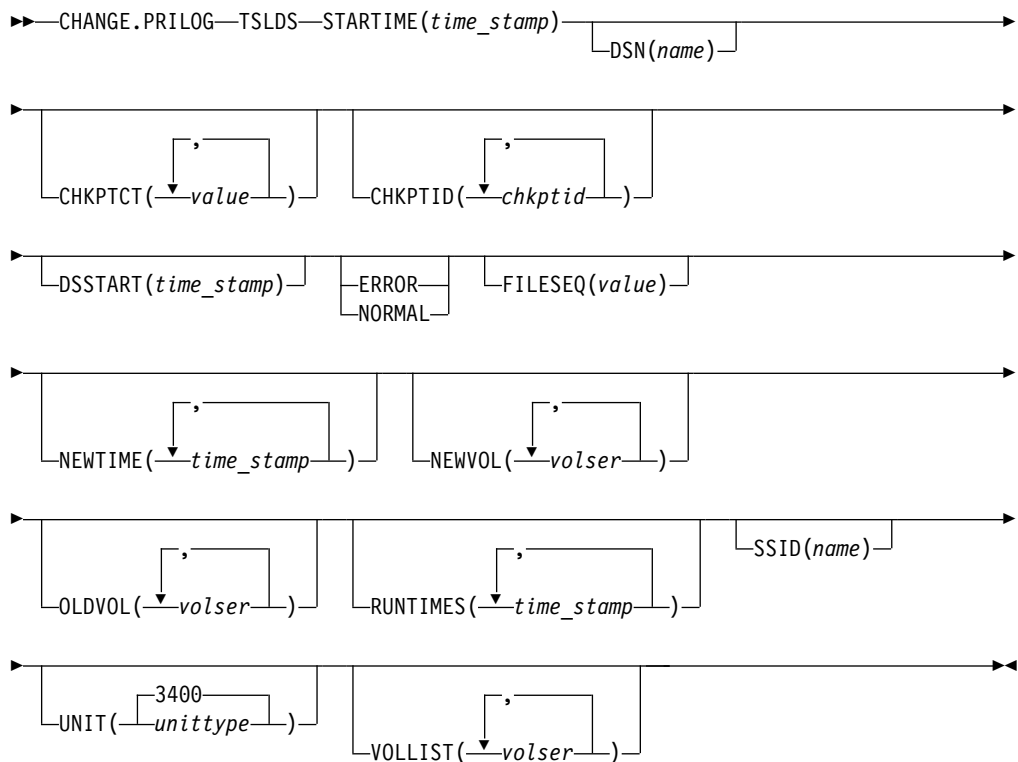 CHANGE.PRILOG TSLDS STARTIME(time_stamp)
DSN(name)
, ,
CHKPTCT( value ) CHKPTID( chkptid )
DSSTART(time_stamp) ERROR FILESEQ(value)
NORMAL
, ,
NEWTIME( time_stamp ) NEWVOL( volser )
, ,
SSID(name)
OLDVOL( volser ) RUNTIMES( time_stamp )
3400 ,
UNIT( unittype )
VOLLIST( volser )